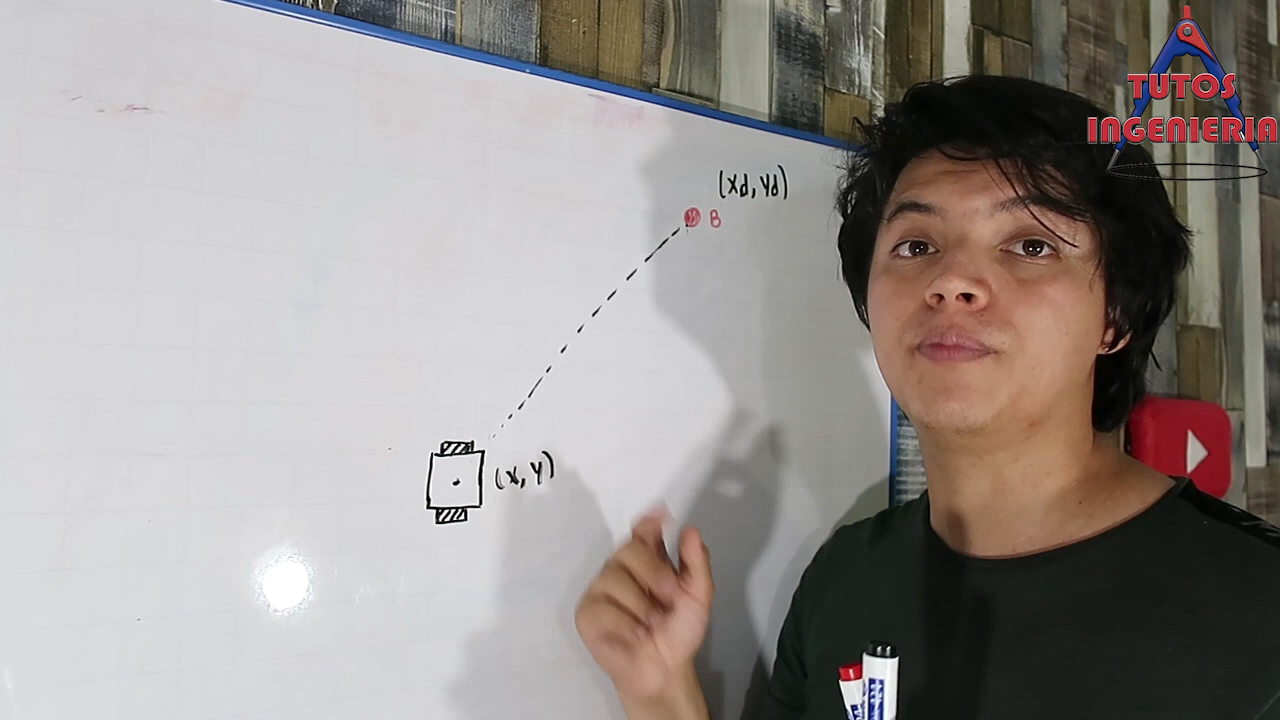 TUTOS
INGENIERIA
(xd, yd)
B
(x, y)